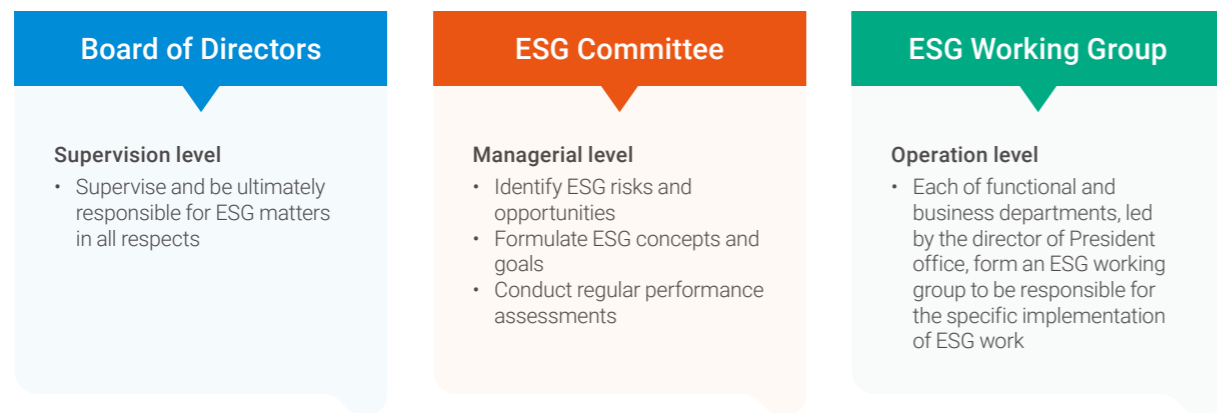 Board of Directors
Supervision level
• Supervise and be ultimately
responsible for ESG matters
in all respects
ESG Committee
Managerial level
• Identify ESG risks and
opportunities
• Formulate ESG concepts and
goals
• Conduct regular performance
assessments
ESG Working Group
Operation level
• Each of functional and
business departments, led
by the director of President
office, form an ESG working
group to be responsible for
the specific implementation
of ESG work